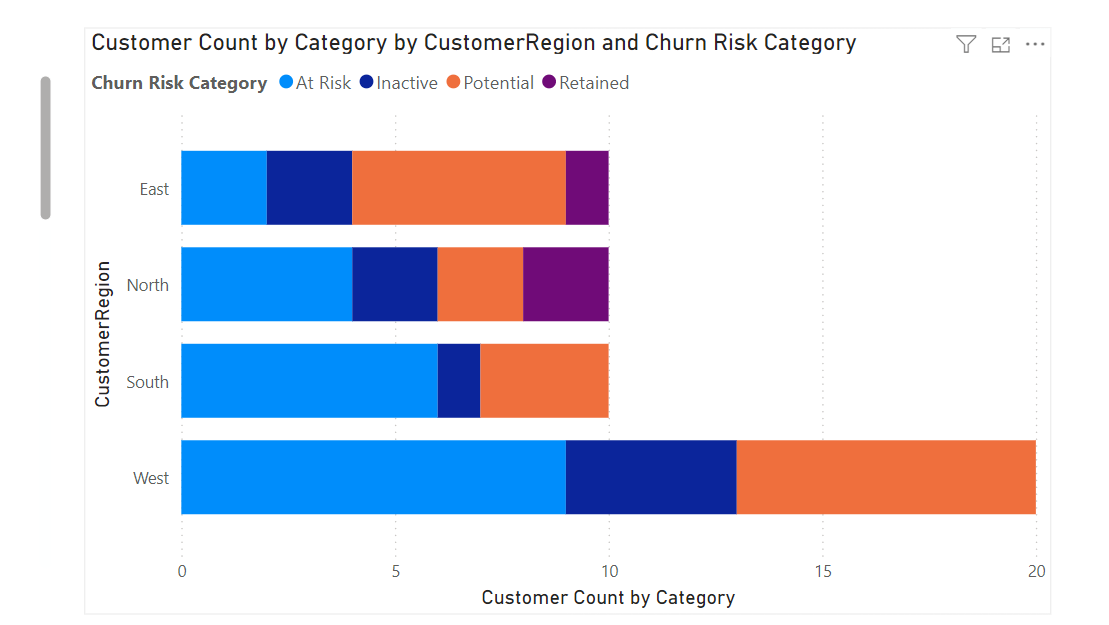 Customer Count by Category by CustomerRegion and Churn Risk Category
Churn Risk Category At Risk Inactive Potential Retained
CustomerRegion
East
North
South
West
0 5 10 15 20
Customer Count by Category